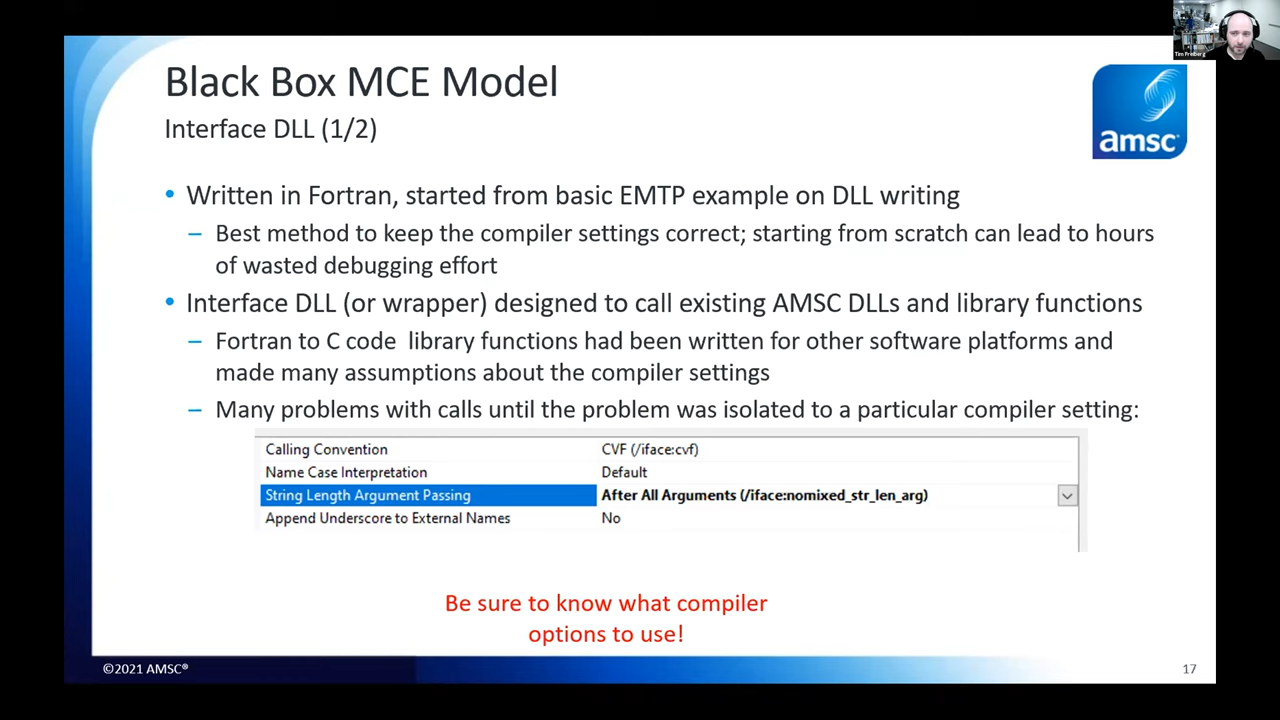 Tim Freiberg
Black Box MCE Model
Interface DLL (1/2)
amsc
• Written in Fortran, started from basic EMTP example on DLL writing
– Best method to keep the compiler settings correct; starting from scratch can lead to hours
of wasted debugging effort
• Interface DLL (or wrapper) designed to call existing AMSC DLLs and library functions
– Fortran to C code library functions had been written for other software platforms and
made many assumptions about the compiler settings
– Many problems with calls until the problem was isolated to a particular compiler setting:
Calling Convention CVF (/iface:cvf)
Name Case Interpretation Default
String Length Argument Passing After All Arguments (/iface:nomixed_str_len_arg)
Append Underscore to External Names No
Be sure to know what compiler
options to use!
©2021 AMSC® 17